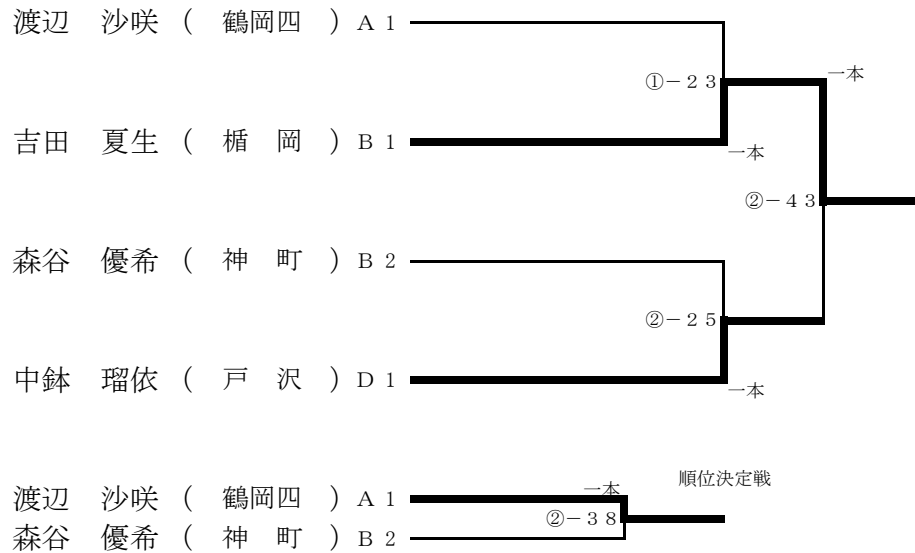 渡辺　沙咲（　鶴岡四　）Ａ１
一本
①－２３
吉田　夏生（　楯　岡　）Ｂ１
一本
②－４３
森谷　優希（　神　町　）Ｂ２
②－２５
中鉢　瑠依（　戸　沢　）Ｄ１
一本
順位決定戦
渡辺　沙咲（　鶴岡四　）Ａ１
一本
②－３８
森谷　優希（　神　町　）Ｂ２